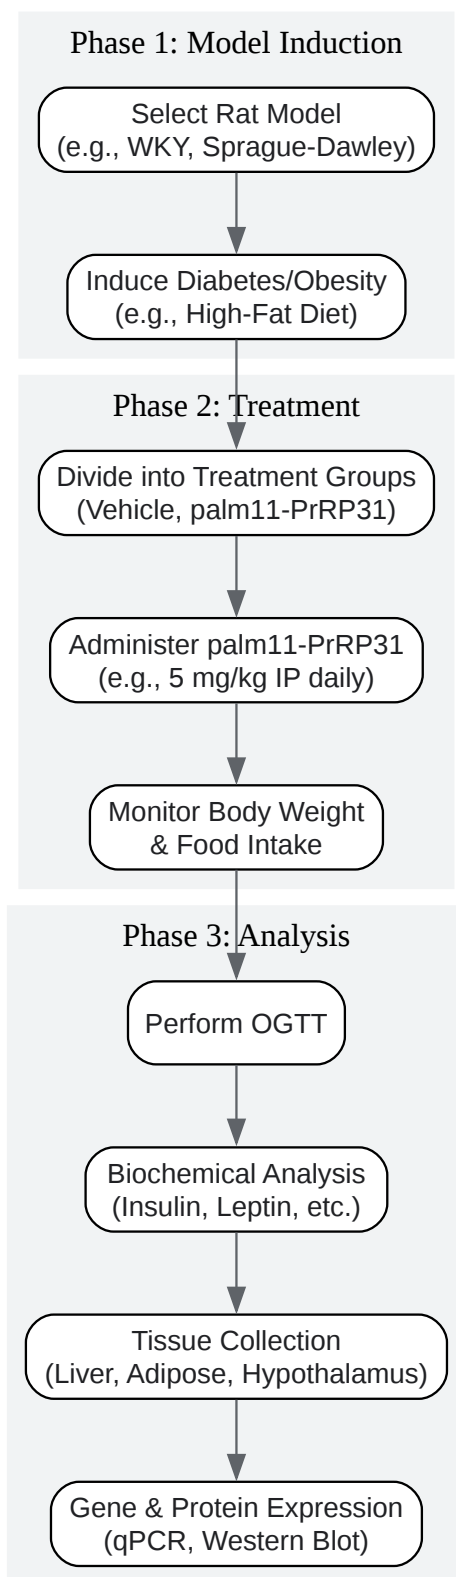 Phase 1: Model Induction
Select Rat Model
(e.g., WKY, Sprague-Dawley)
Induce Diabetes/Obesity
(e.g., High-Fat Diet)
Phase 2: Treatment
Divide into Treatment Groups
(Vehicle, palm11-PrRP31)
Administer palm11-PrRP31
(e.g., 5 mg/kg IP daily)
Monitor Body Weight
& Food Intake
Phase 3: Analysis
Perform OGTT
Biochemical Analysis
(Insulin, Leptin, etc.)
Tissue Collection
(Liver, Adipose, Hypothalamus)
Gene & Protein Expression
(qPCR, Western Blot)